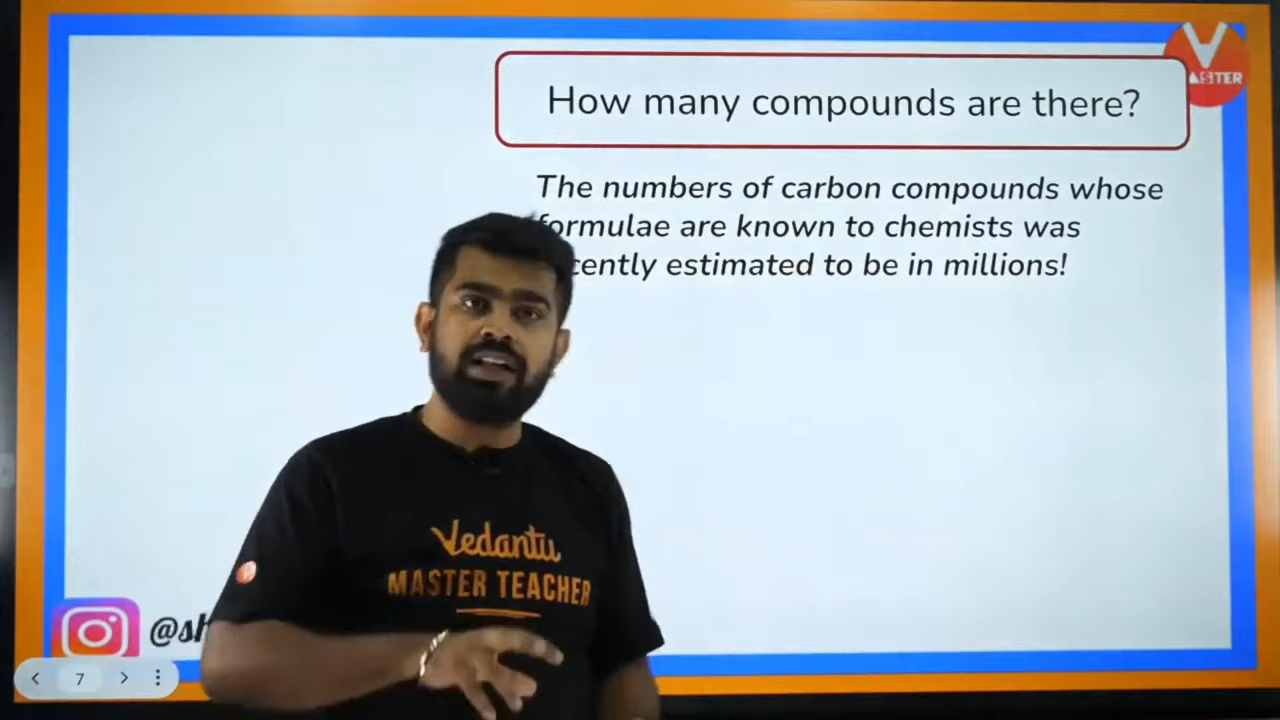 How many compounds are there?
The numbers of carbon compounds whose
formulae are known to chemists was
estimated to be in millions!
Vedantu
MASTER TEACHER
7